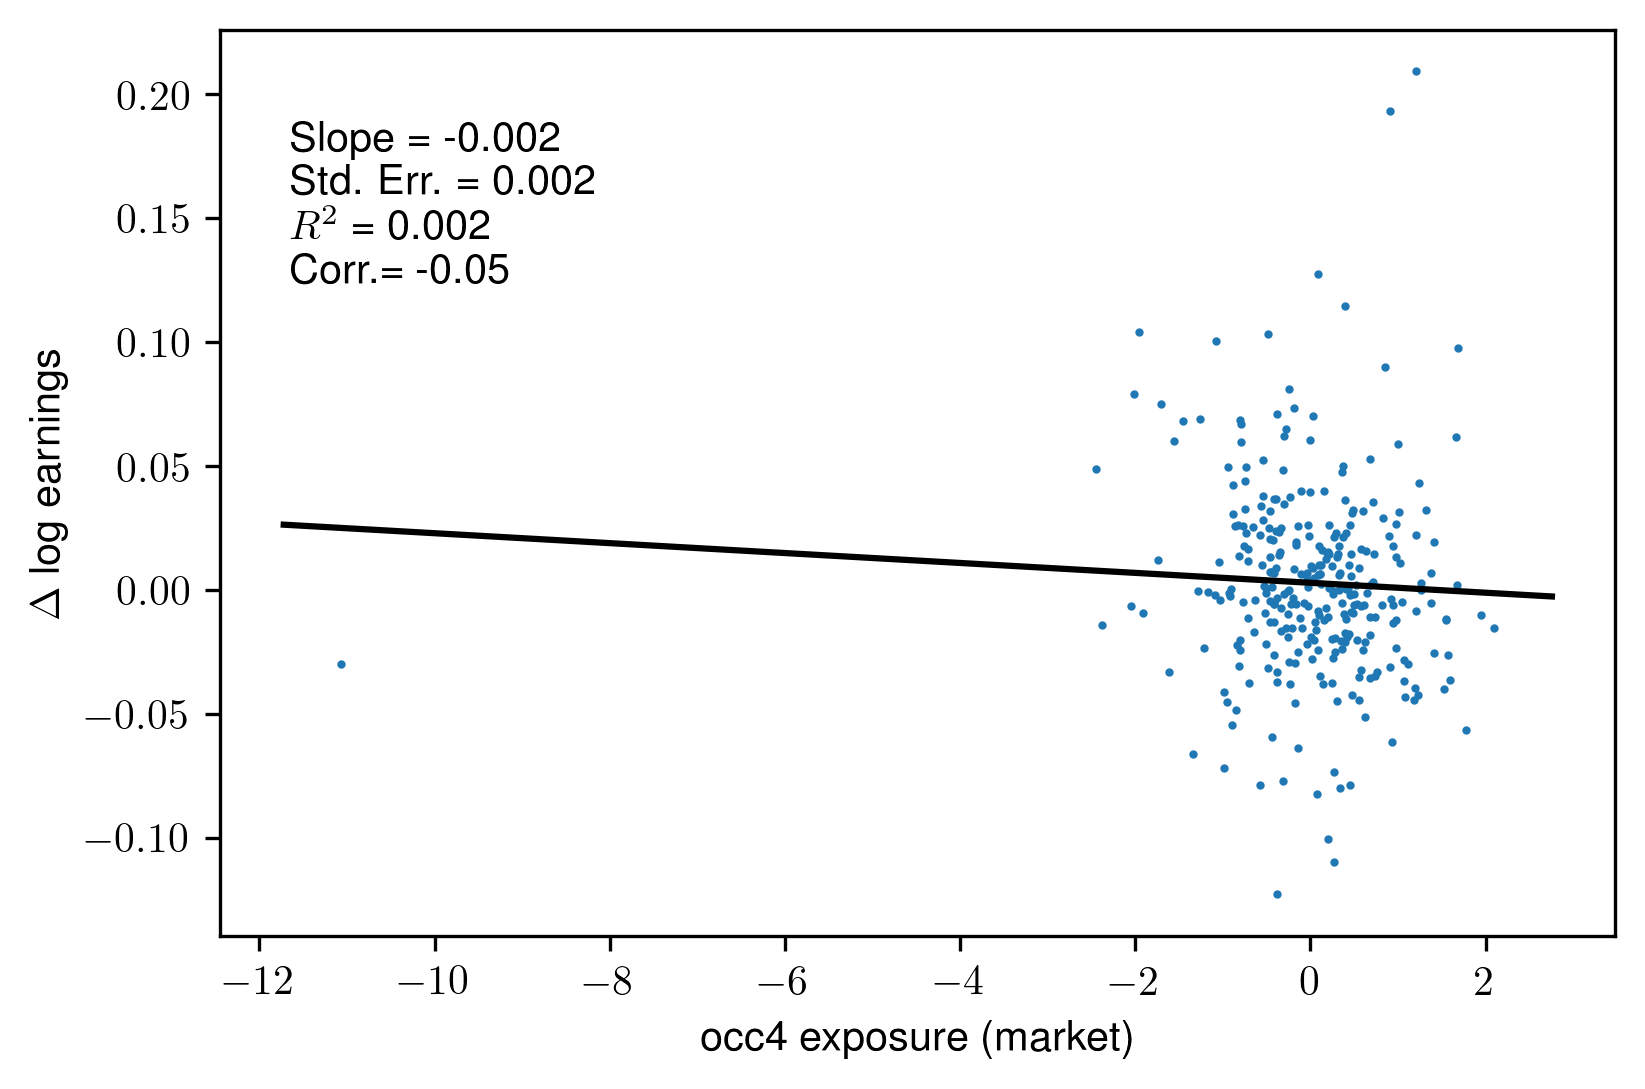 0.20
0.15
0.10
0.05
0.00
−0.05
−0.10
Δ log earnings
Slope = -0.002
Std. Err. = 0.002
R² = 0.002
Corr.= -0.05
−12 −10 −8 −6 −4 −2 0 2
occ4 exposure (market)